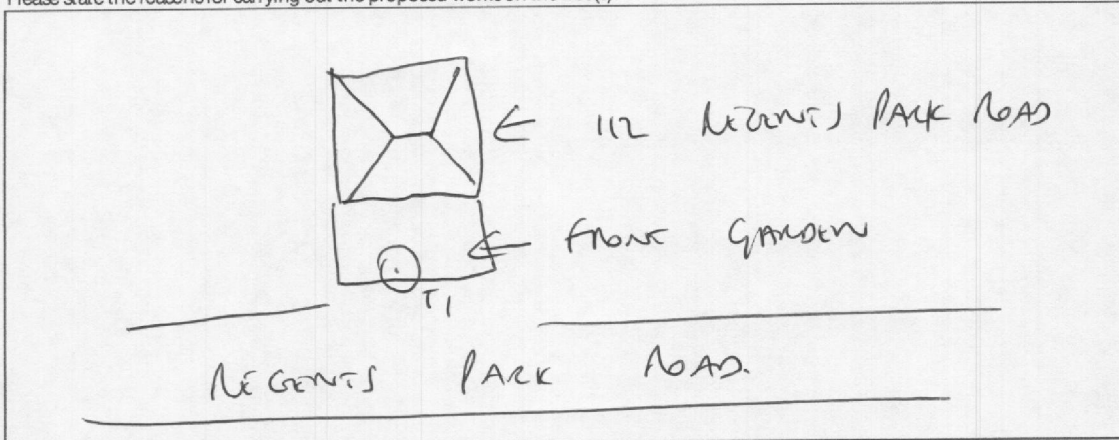 Please state the reasons for carrying out the proposed works on the tree(s)
112 REGENTS PARK ROAD
FRONT GARDEN
T1
REGENTS PARK ROAD.